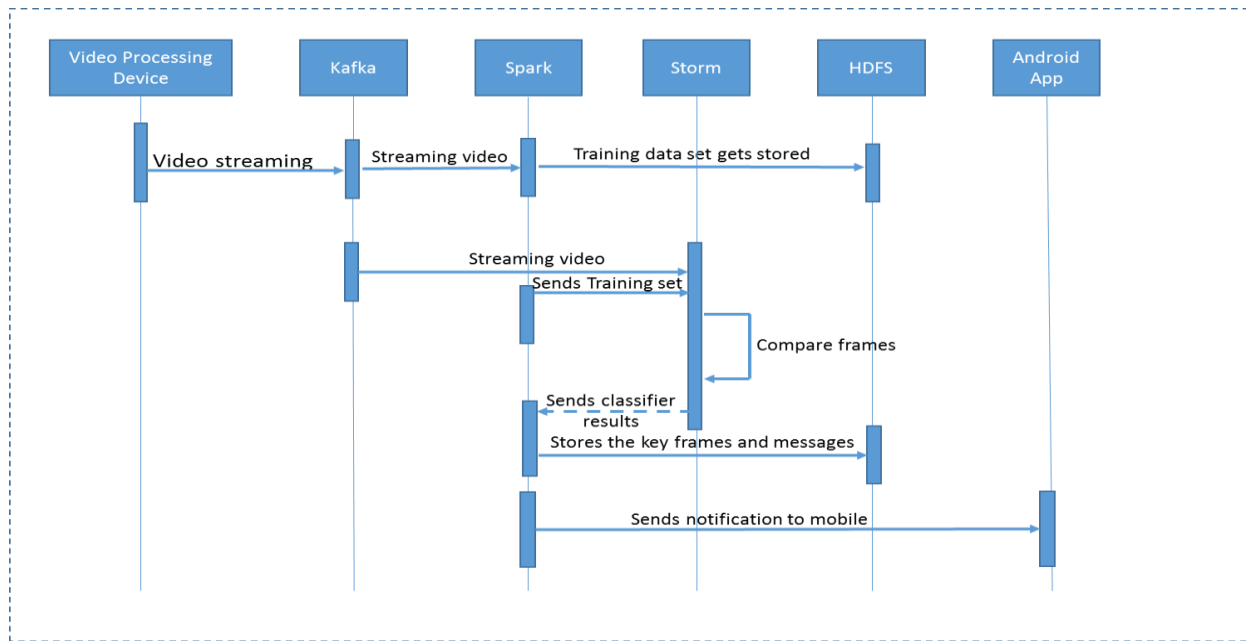 Video Processing
Device
Kafka
Spark
Storm
HDFS
Android
App
Video streaming
Streaming video
Training data set gets stored
Streaming video
Sends Training set
Compare frames
Sends classifier
results
Stores the key frames and messages
Sends notification to mobile